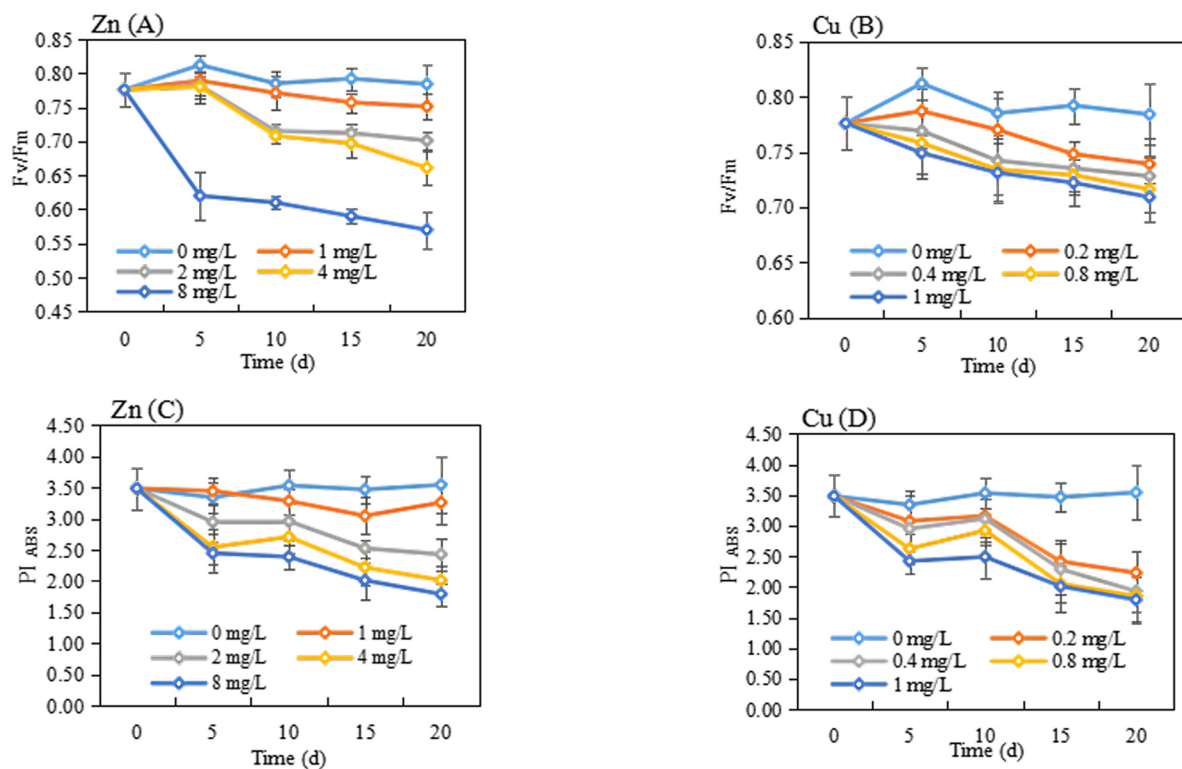 Zn (A)
0.85
0.80
0.75
0.70
0.65
0.60
0.55
0.50
0.45
Fv/Fm
0 mg/L 1 mg/L
2 mg/L 4 mg/L
8 mg/L
0 5 10 15 20
Time (d)
Cu (B)
0.85
0.80
0.75
0.70
0.65
0.60
Fv/Fm
0 mg/L 0.2 mg/L
0.4 mg/L 0.8 mg/L
1 mg/L
0 5 10 15 20
Time (d)
Zn (C)
4.50
4.00
3.50
3.00
2.50
2.00
1.50
1.00
0.50
0.00
PI ABS
0 mg/L 1 mg/L
2 mg/L 4 mg/L
8 mg/L
0 5 10 15 20
Time (d)
Cu (D)
4.50
4.00
3.50
3.00
2.50
2.00
1.50
1.00
0.50
0.00
PI ABS
0 mg/L 0.2 mg/L
0.4 mg/L 0.8 mg/L
1 mg/L
0 5 10 15 20
Time (d)